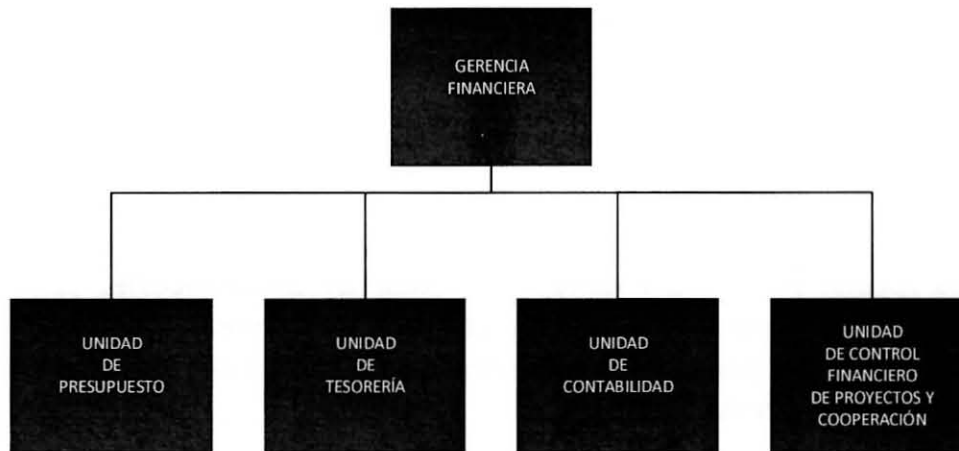 GERENCIA
FINANCIERA
UNIDAD
DE
PRESUPUESTO
UNIDAD
DE
TESORERÍA
UNIDAD
DE
CONTABILIDAD
UNIDAD
DE CONTROL
FINANCIERO
DE PROYECTOS Y
COOPERACIÓN